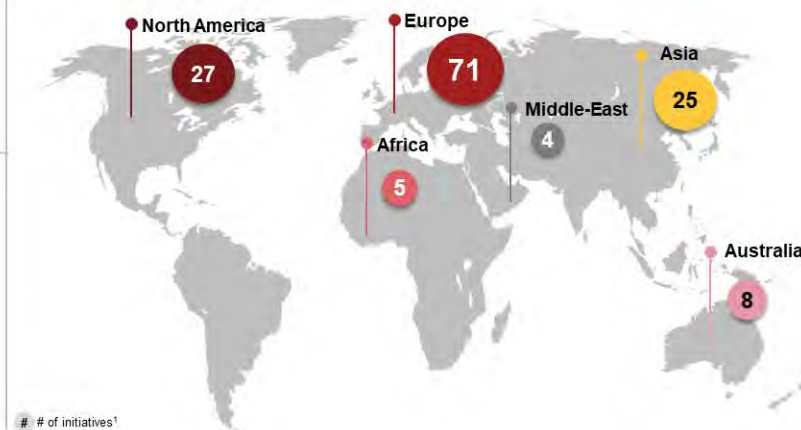 North America
27
Europe
71
Asia
25
Middle-East
4
Africa
5
Australia
8
# # of initiatives¹